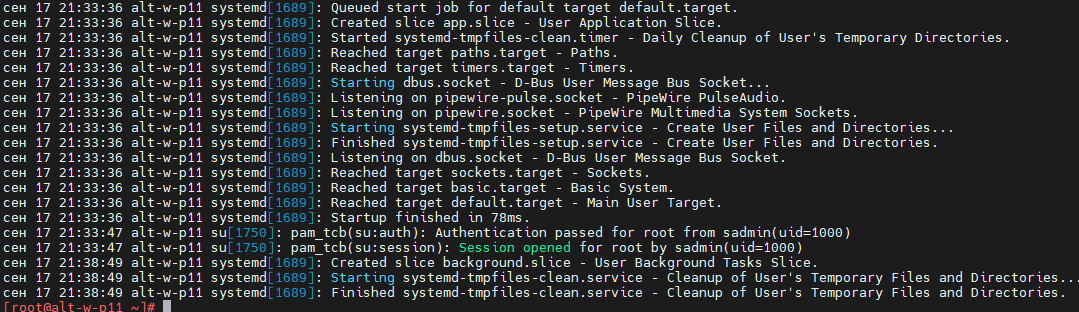 сен 17 21:33:36 alt-w-p11 systemd[1689]: Queued start job for default target default.target.
сен 17 21:33:36 alt-w-p11 systemd[1689]: Created slice app.slice - User Application Slice.
сен 17 21:33:36 alt-w-p11 systemd[1689]: Started systemd-tmpfiles-clean.timer - Daily Cleanup of User's Temporary Directories.
сен 17 21:33:36 alt-w-p11 systemd[1689]: Reached target paths.target - Paths.
сен 17 21:33:36 alt-w-p11 systemd[1689]: Reached target timers.target - Timers.
сен 17 21:33:36 alt-w-p11 systemd[1689]: Starting dbus.socket - D-Bus User Message Bus Socket...
сен 17 21:33:36 alt-w-p11 systemd[1689]: Listening on pipewire-pulse.socket - PipeWire PulseAudio.
сен 17 21:33:36 alt-w-p11 systemd[1689]: Listening on pipewire.socket - PipeWire Multimedia System Sockets.
сен 17 21:33:36 alt-w-p11 systemd[1689]: Starting systemd-tmpfiles-setup.service - Create User Files and Directories...
сен 17 21:33:36 alt-w-p11 systemd[1689]: Finished systemd-tmpfiles-setup.service - Create User Files and Directories.
сен 17 21:33:36 alt-w-p11 systemd[1689]: Listening on dbus.socket - D-Bus User Message Bus Socket.
сен 17 21:33:36 alt-w-p11 systemd[1689]: Reached target sockets.target - Sockets.
сен 17 21:33:36 alt-w-p11 systemd[1689]: Reached target basic.target - Basic System.
сен 17 21:33:36 alt-w-p11 systemd[1689]: Reached target default.target - Main User Target.
сен 17 21:33:36 alt-w-p11 systemd[1689]: Startup finished in 78ms.
сен 17 21:33:47 alt-w-p11 su[1750]: pam_tcb(su:auth): Authentication passed for root from sadmin(uid=1000)
сен 17 21:33:47 alt-w-p11 su[1750]: pam_tcb(su:session): Session opened for root by sadmin(uid=1000)
сен 17 21:38:49 alt-w-p11 systemd[1689]: Created slice background.slice - User Background Tasks Slice.
сен 17 21:38:49 alt-w-p11 systemd[1689]: Starting systemd-tmpfiles-clean.service - Cleanup of User's Temporary Files and Directories...
сен 17 21:38:49 alt-w-p11 systemd[1689]: Finished systemd-tmpfiles-clean.service - Cleanup of User's Temporary Files and Directories.
[root@alt-w-p11 ~]#